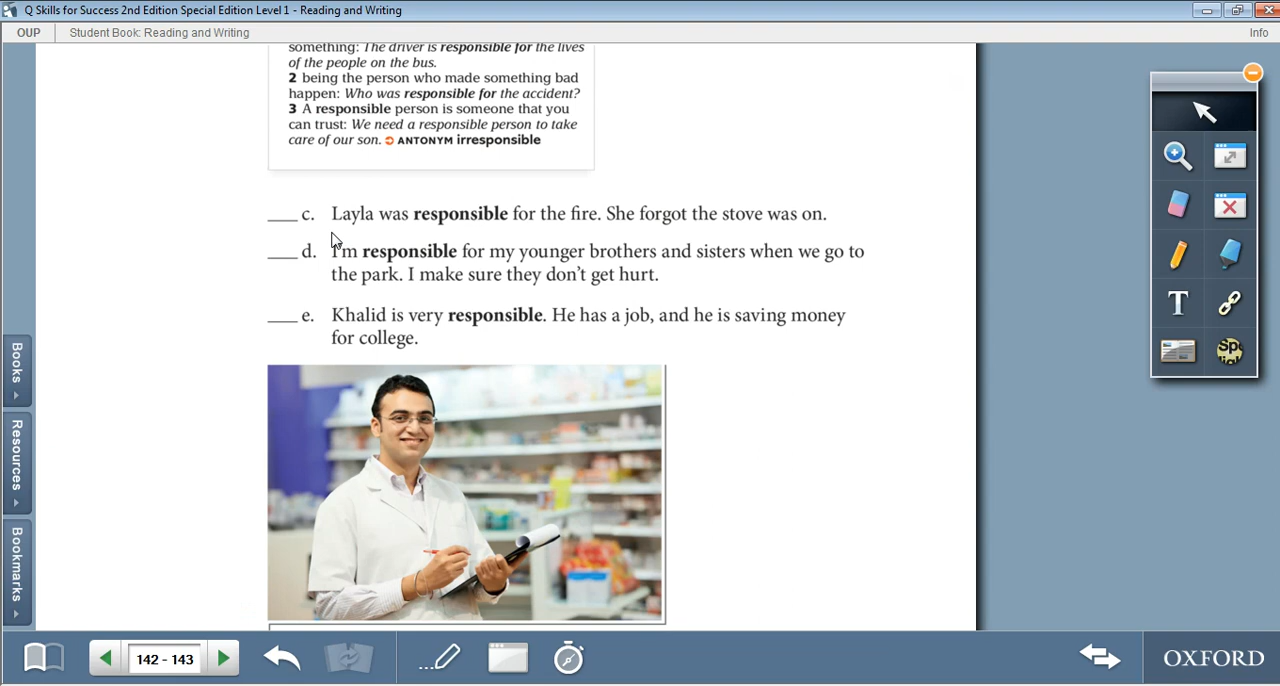 Q Skills for Success 2nd Edition Special Edition Level 1 - Reading and Writing
OUP
Student Book: Reading and Writing
Info
something: The driver is responsible for the lives
of the people on the bus.
2 being the person who made something bad
happen: Who was responsible for the accident?
3 A responsible person is someone that you
can trust: We need a responsible person to take
care of our son. ➲ ANTONYM irresponsible
___ c. Layla was responsible for the fire. She forgot the stove was on.
___ d. I'm responsible for my younger brothers and sisters when we go to
the park. I make sure they don't get hurt.
___ e. Khalid is very responsible. He has a job, and he is saving money
for college.
Books
Resources
Bookmarks
T
142 - 143
OXFORD